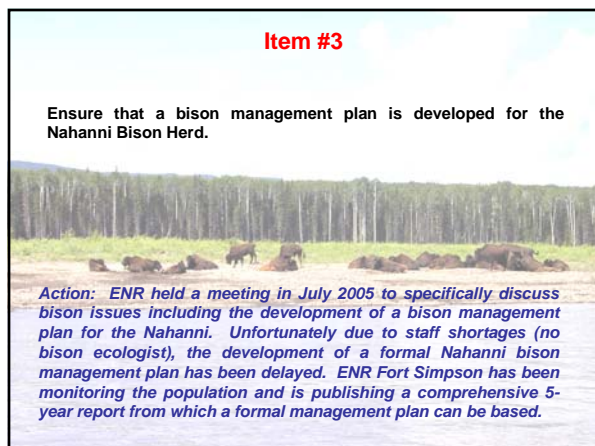 Item #3
Ensure that a bison management plan is developed for the
Nahanni Bison Herd.
Action: ENR held a meeting in July 2005 to specifically discuss
bison issues including the development of a bison management
plan for the Nahanni. Unfortunately due to staff shortages (no
bison ecologist), the development of a formal Nahanni bison
management plan has been delayed. ENR Fort Simpson has been
monitoring the population and is publishing a comprehensive 5-
year report from which a formal management plan can be based.